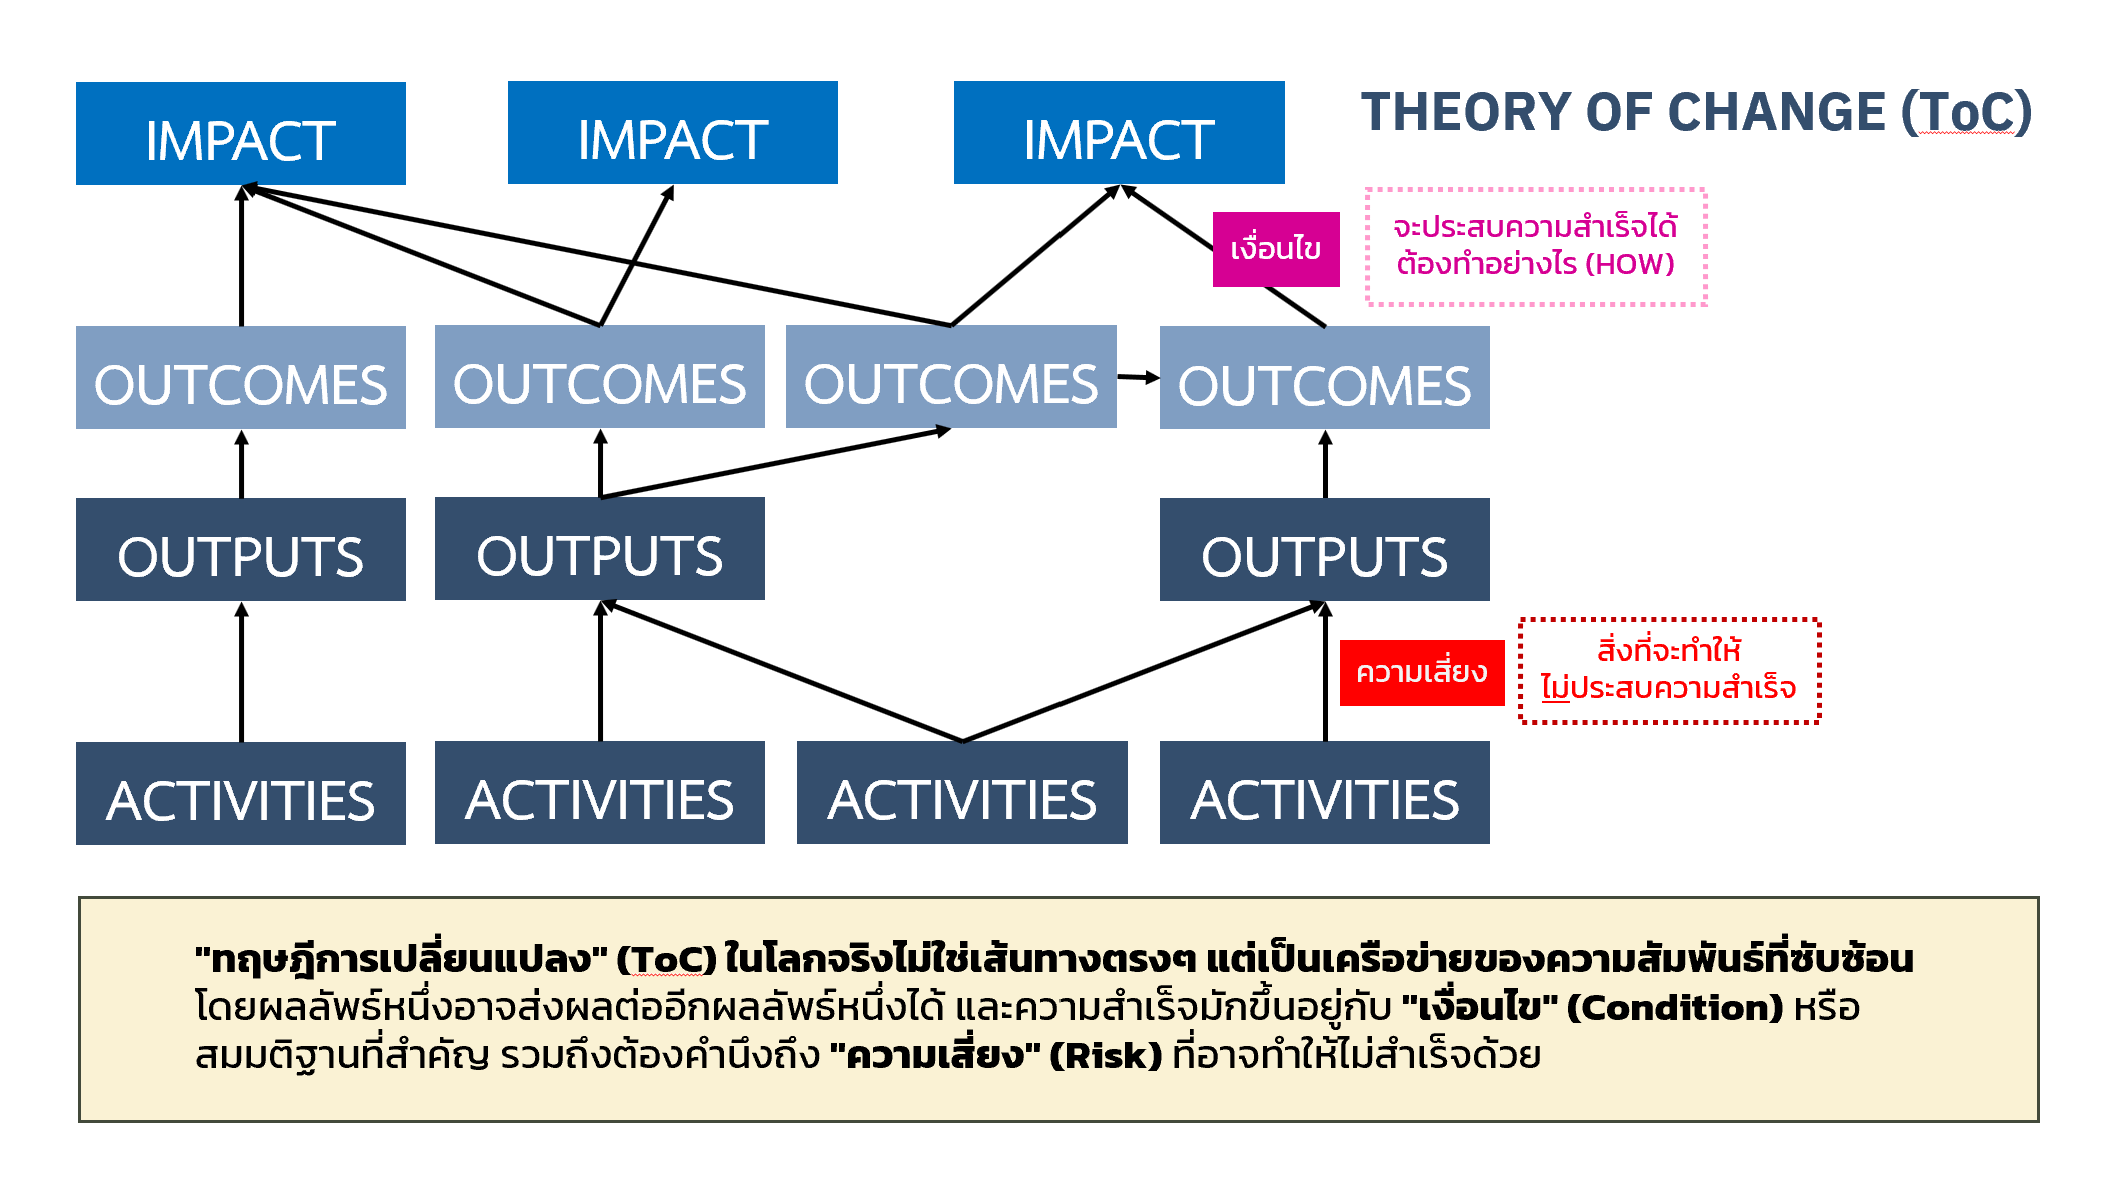 THEORY OF CHANGE (ToC)
IMPACT
IMPACT
IMPACT
เงื่อนไข
จะประสบความสำเร็จได้
ต้องทำอย่างไร (HOW)
OUTCOMES
OUTCOMES
OUTCOMES
OUTCOMES
OUTPUTS
OUTPUTS
OUTPUTS
ความเสี่ยง
สิ่งที่จะทำให้
ไม่ประสบความสำเร็จ
ACTIVITIES
ACTIVITIES
ACTIVITIES
ACTIVITIES
"ทฤษฎีการเปลี่ยนแปลง" (ToC) ในโลกจริงไม่ใช่เส้นทางตรงๆ แต่เป็นเครือข่ายของความสัมพันธ์ที่ซับซ้อน
โดยผลลัพธ์หนึ่งอาจส่งผลต่ออีกผลลัพธ์หนึ่งได้ และความสำเร็จมักขึ้นอยู่กับ "เงื่อนไข" (Condition) หรือ
สมมติฐานที่สำคัญ รวมถึงต้องคำนึงถึง "ความเสี่ยง" (Risk) ที่อาจทำให้ไม่สำเร็จด้วย